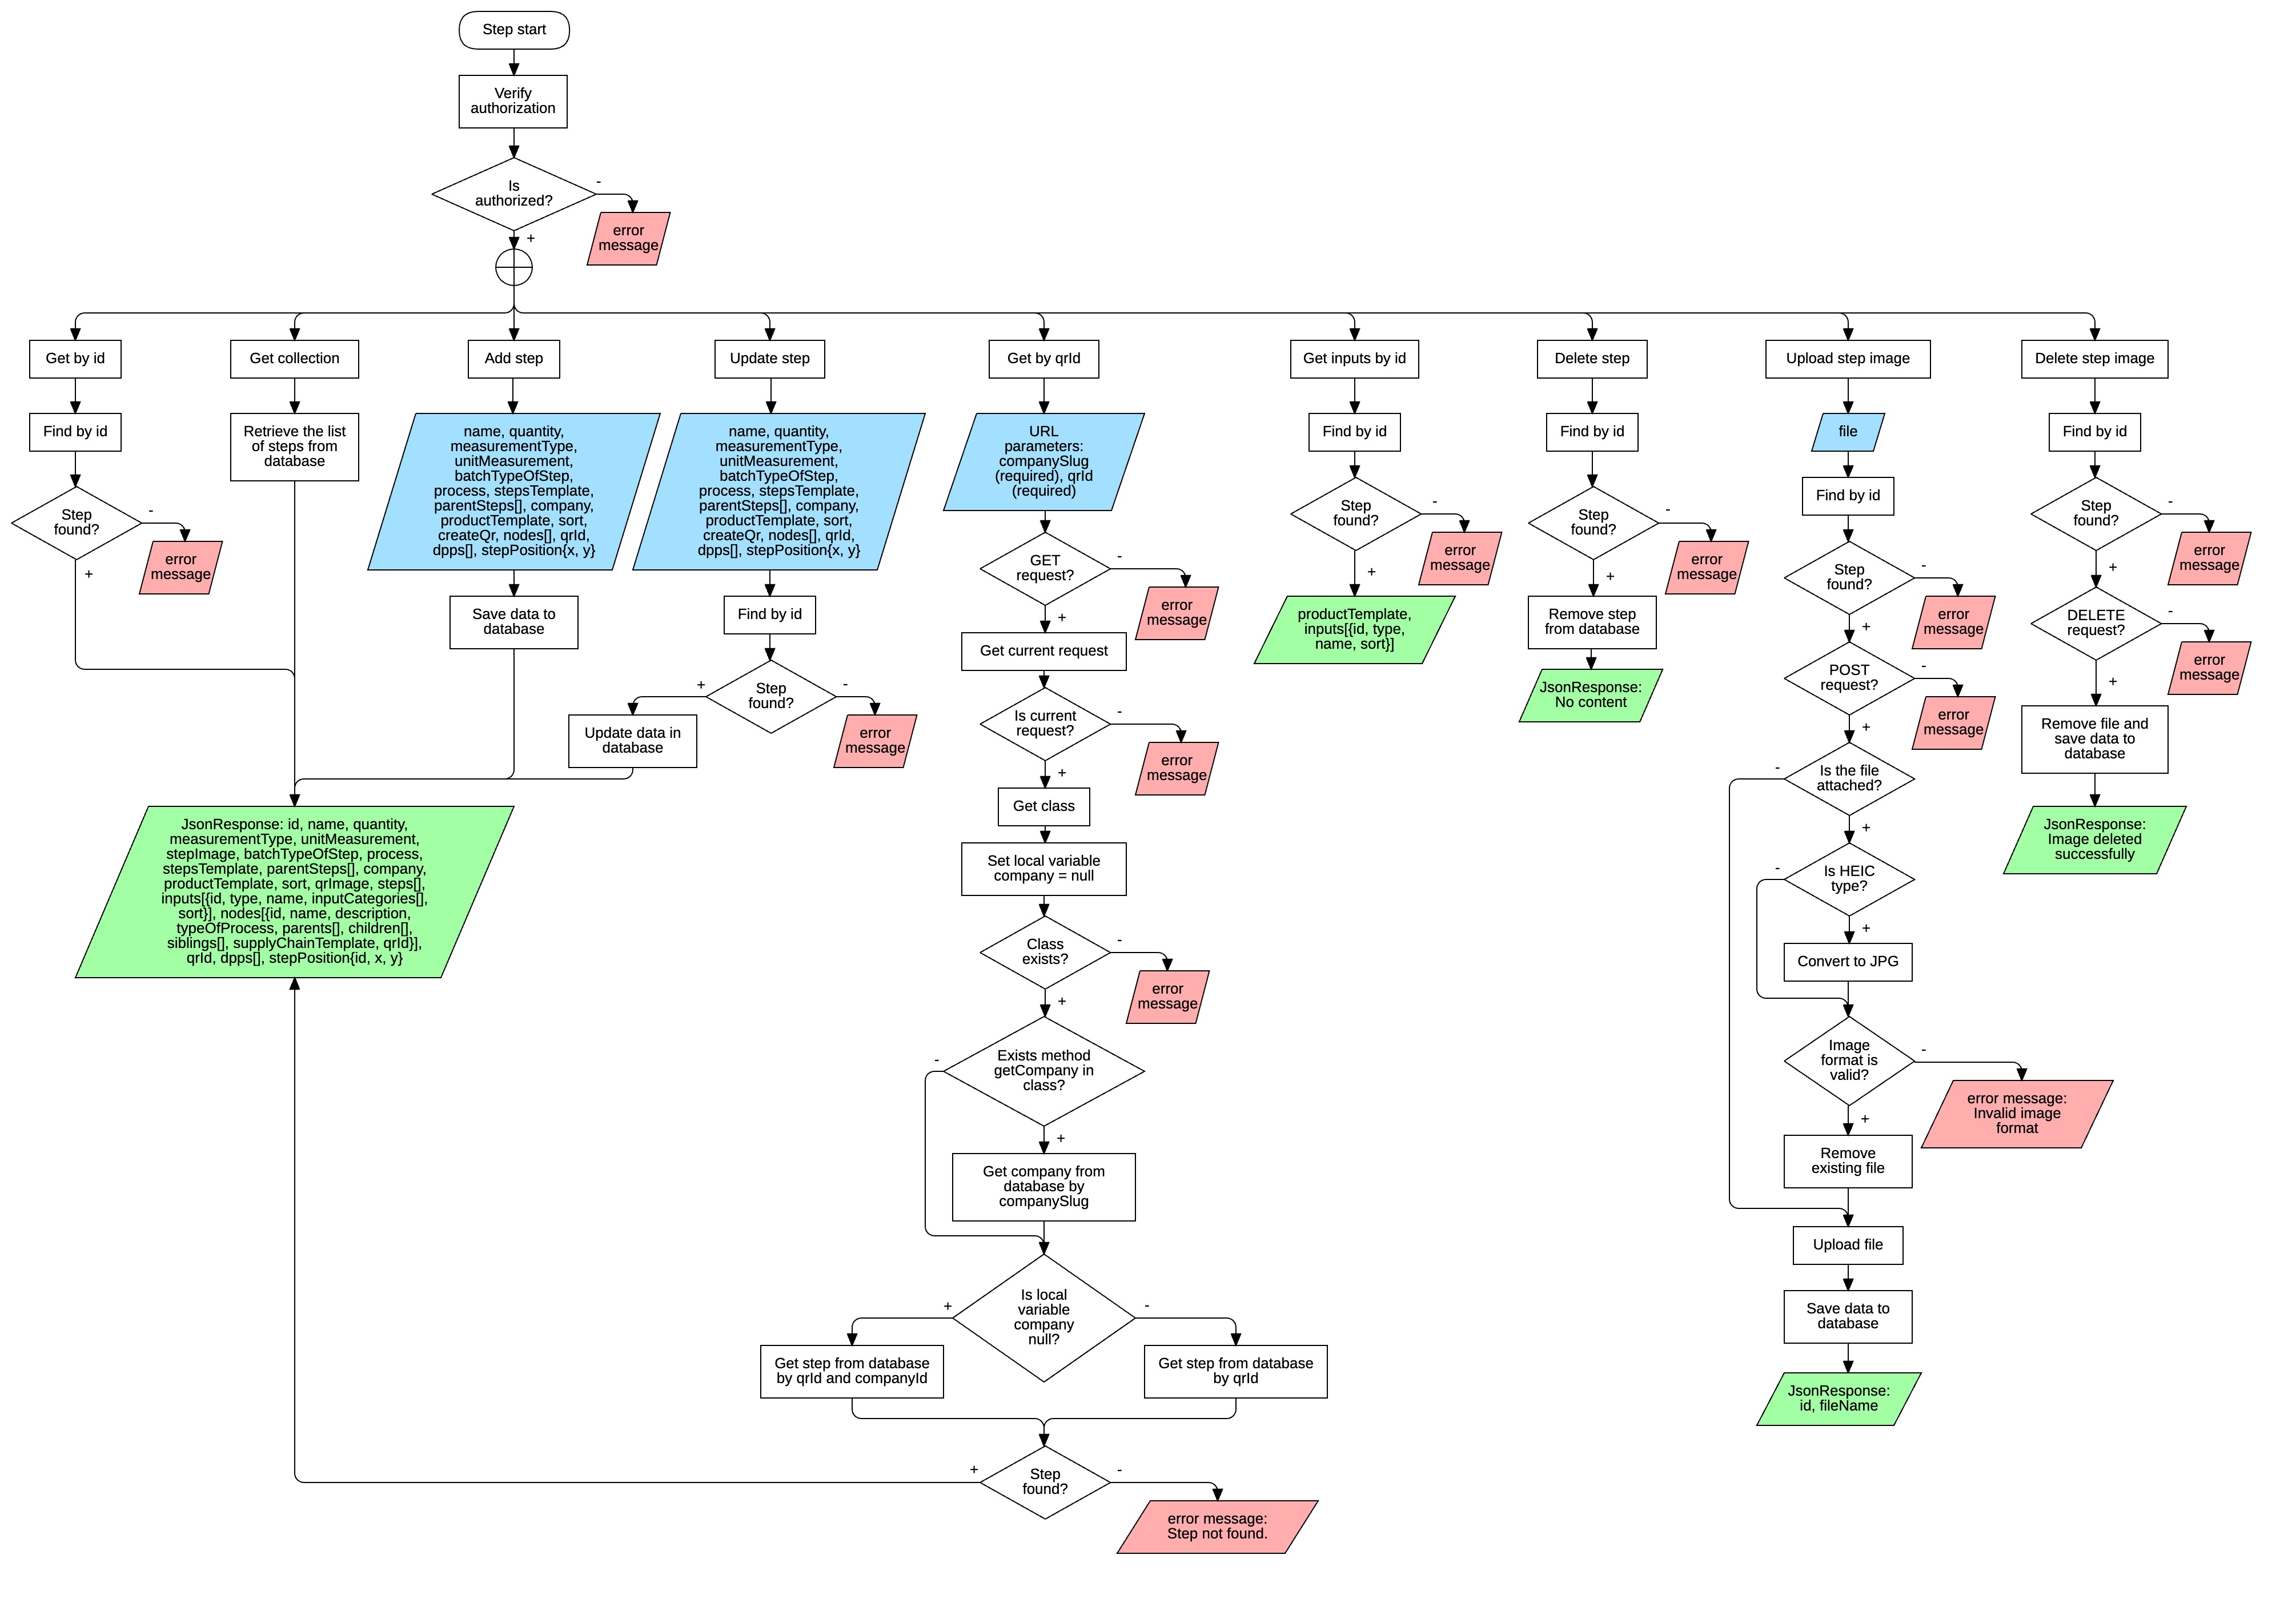 Step start
Verify
authorization
Is
authorized?
-
error
message
+
Get by id
Find by id
Step
found?
-
error
message
+
Get collection
Retrieve the list
of steps from
database
Add step
name, quantity,
measurementType,
unitMeasurement,
batchTypeOfStep,
process, stepsTemplate,
parentSteps[], company,
productTemplate, sort,
createQr, nodes[], qrId,
dpps[], stepPosition{x, y}
Save data to
database
Update step
name, quantity,
measurementType,
unitMeasurement,
batchTypeOfStep,
process, stepsTemplate,
parentSteps[], company,
productTemplate, sort,
createQr, nodes[], qrId,
dpps[], stepPosition{x, y}
Find by id
Step
found?
+
-
Update data in
database
error
message
JsonResponse: id, name, quantity,
measurementType, unitMeasurement,
stepImage, batchTypeOfStep, process,
stepsTemplate, parentSteps[], company,
productTemplate, sort, qrImage, steps[],
inputs[{id, type, name, inputCategories[],
sort}], nodes[{id, name, description,
typeOfProcess, parents[], children[],
siblings[], supplyChainTemplate, qrId}],
qrId, dpps[], stepPosition{id, x, y}
Get by qrId
URL
parameters:
companySlug
(required), qrId
(required)
GET
request?
-
error
message
+
Get current request
Is current
request?
-
error
message
+
Get class
Set local variable
company = null
Class
exists?
-
error
message
+
Exists method
getCompany in
class?
-
+
Get company from
database by
companySlug
Is local
variable
company
null?
+
-
Get step from database
by qrId and companyId
Get step from database
by qrId
Step
found?
+
-
error message:
Step not found.
Get inputs by id
Find by id
Step
found?
-
error
message
+
productTemplate,
inputs[{id, type,
name, sort}]
Delete step
Find by id
Step
found?
-
error
message
+
Remove step
from database
JsonResponse:
No content
Upload step image
file
Find by id
Step
found?
-
error
message
+
POST
request?
-
error
message
+
Is the file
attached?
-
+
Is HEIC
type?
-
+
Convert to JPG
Image
format is
valid?
-
error message:
Invalid image
format
+
Remove
existing file
Upload file
Save data to
database
JsonResponse:
id, fileName
Delete step image
Find by id
Step
found?
-
error
message
+
DELETE
request?
-
error
message
+
Remove file and
save data to
database
JsonResponse:
Image deleted
successfully